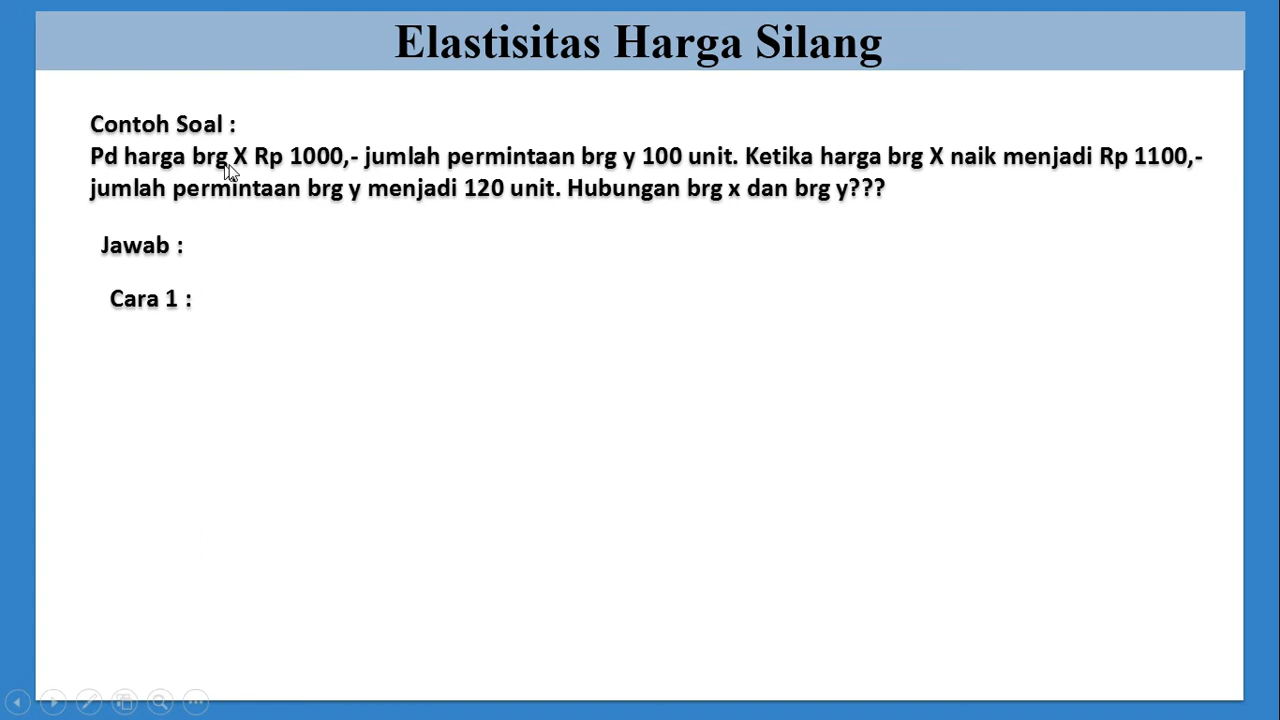 Elastisitas Harga Silang
Contoh Soal :
Pd harga brg X Rp 1000,- jumlah permintaan brg y 100 unit. Ketika harga brg X naik menjadi Rp 1100,-
jumlah permintaan brg y menjadi 120 unit. Hubungan brg x dan brg y???
Jawab :
Cara 1 :